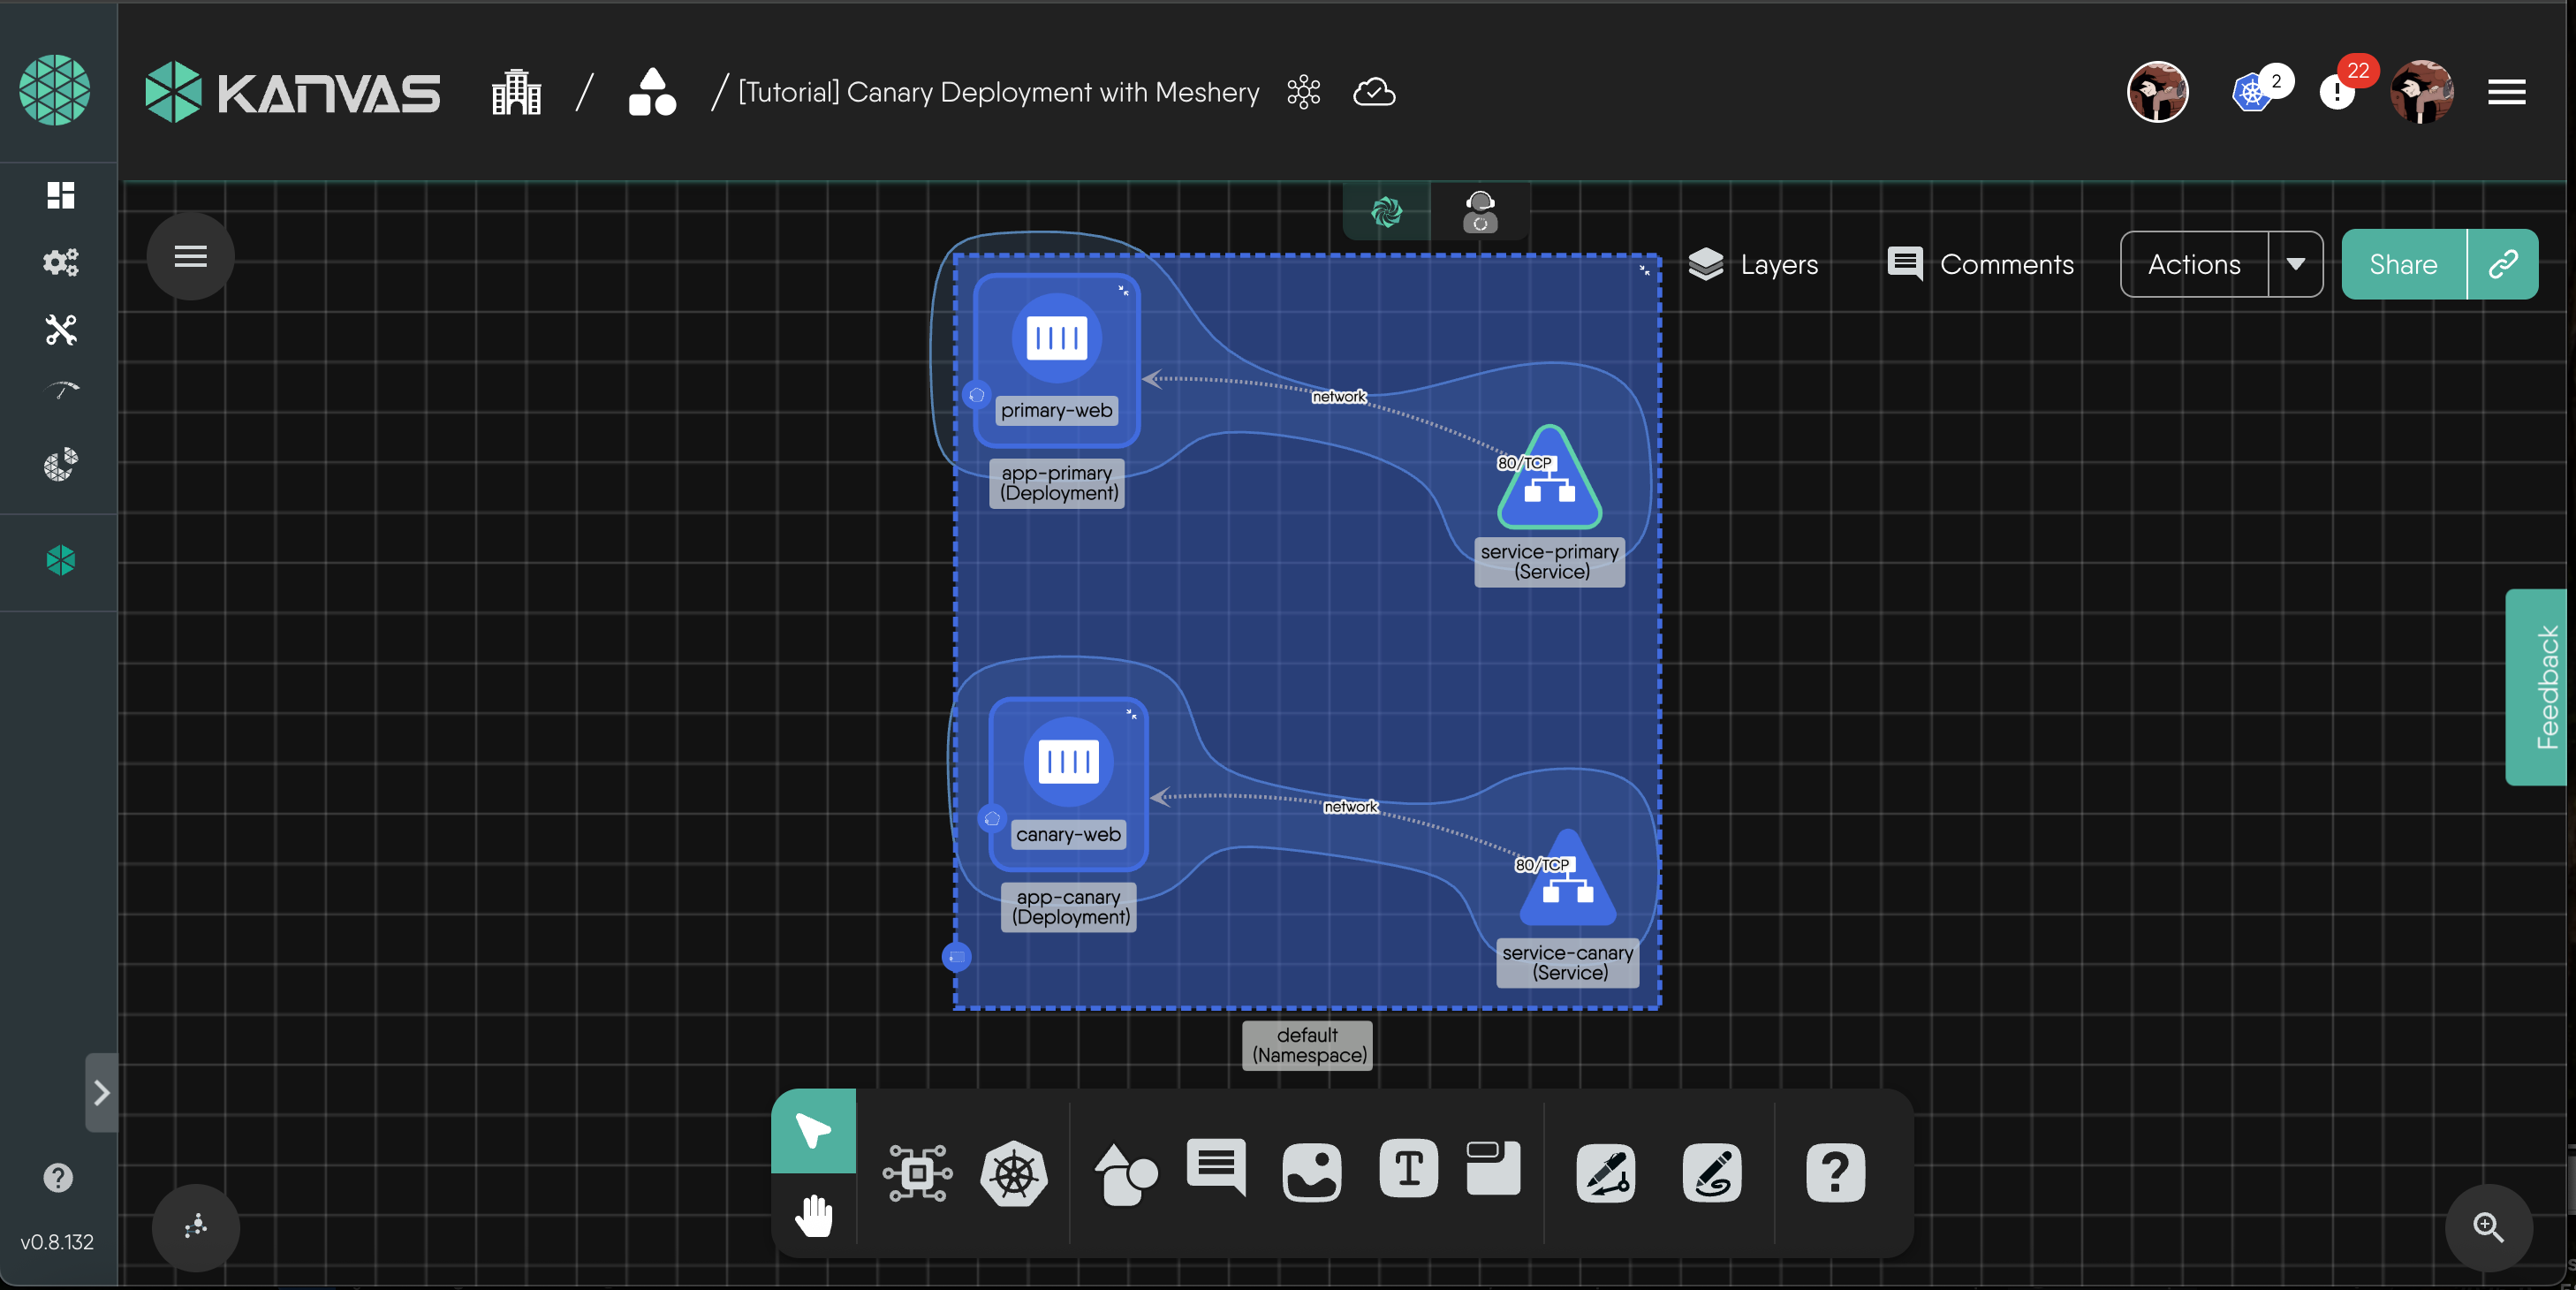 KANVAS
/ / [Tutorial] Canary Deployment with Meshery
2
22
Layers
Comments
Actions
Share
primary-web
app-primary
(Deployment)
network
80/TCP
service-primary
(Service)
canary-web
app-canary
(Deployment)
network
80/TCP
service-canary
(Service)
default
(Namespace)
Feedback
T
?
?
v0.8.132